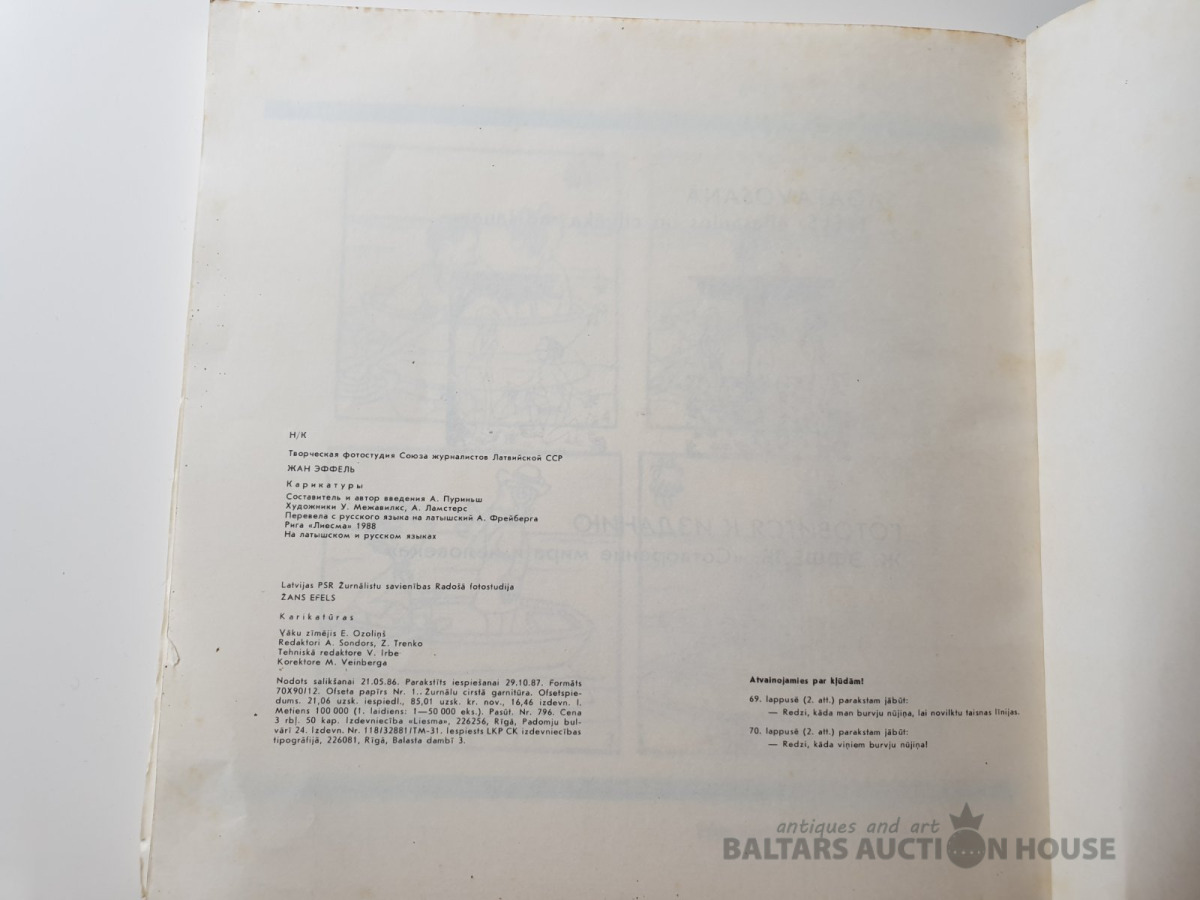 Н/К
Творческая фотостудия Союза журналистов Латвийской ССР
ЖАН ЭФФЕЛЬ
Карикатуры
Составитель и автор введения А. Пуриньш
Художники У. Межавилкс, А. Ламстерс
Перевела с русского языка на латышский А. Фрейберга
Рига «Лиесма» 1988
На латышском и русском языках
Latvijas PSR Žurnālistu savienības Radošā fotostudija
ŽANS EFELS
Karikatūras
Vāku zīmējis E. Ozoliņš
Redaktori A. Sondors, Z. Trenko
Tehniskā redaktore V. Irbe
Korektore M. Veinberga
Nodots salikšanai 21.05.86. Parakstīts iespiešanai 29.10.87. Formāts
70X90/12. Ofseta papīrs Nr. 1. Žurnālu cirstā garnitūra. Ofsetspie-
dums. 21,06 uzsk. iespiedl., 85,01 uzsk. kr. nov., 16,46 izdevn. l.
Metiens 100 000 (1. laidiens: 1—50 000 eks.). Pasūt. Nr. 796. Cena
3 rbļ. 50 kap. Izdevniecība «Liesma», 226256, Rīgā, Padomju bul-
vārī 24. Izdevn. Nr. 118/32881/TM-31. Iespiests LKP CK izdevniecības
tipogrāfijā, 226081, Rīgā, Balasta dambī 3.
Atvainojamies par kļūdām!
69. lappusē (2. att.) parakstam jābūt:
— Redzi, kāda man burvju nūjiņa, lai novilktu taisnas līnijas.
70. lappusē (2. att.) parakstam jābūt:
— Redzi, kāda viņiem burvju nūjiņa!
antiques and art
BALTARS AUCTION HOUSE